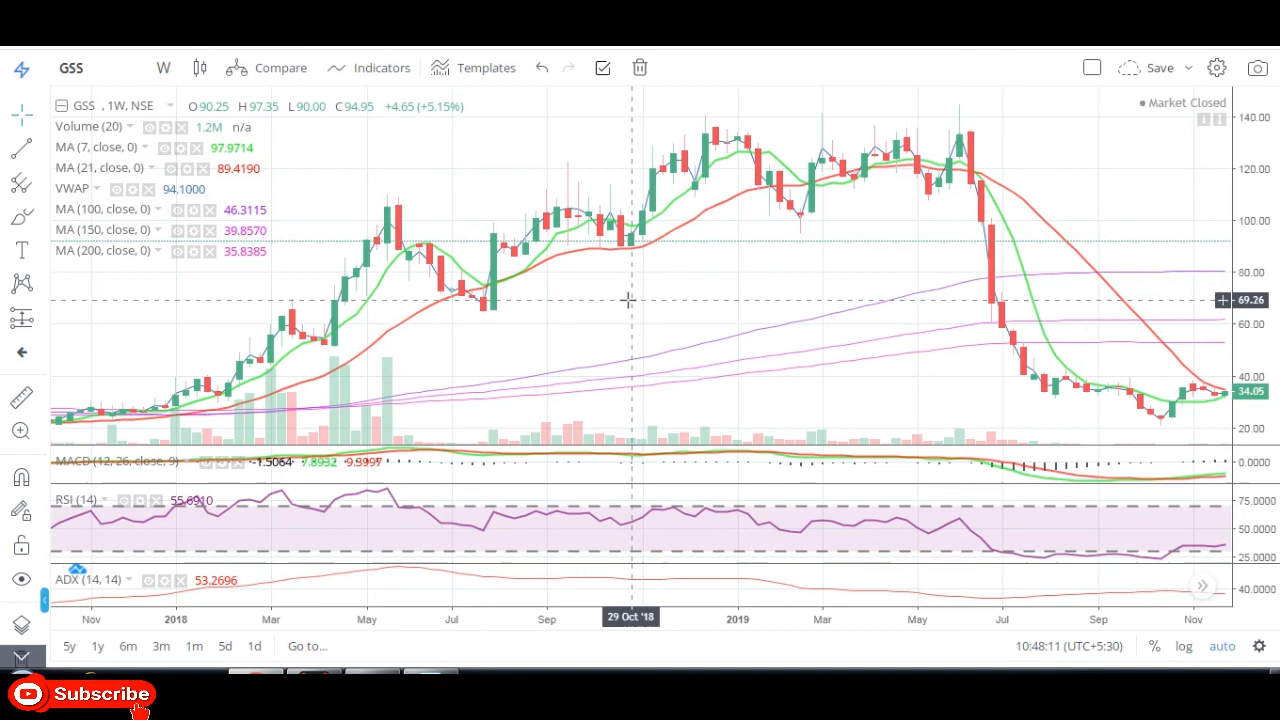 GSS W Compare Indicators Templates Save
GSS , 1W, NSE O 90.25 H 97.35 L 90.00 C 94.95 +4.65 (+5.15%)
Market Closed
Volume (20) 1.2M n/a
MA (7, close, 0) 97.9714
MA (21, close, 0) 89.4190
VWAP 94.1000
MA (100, close, 0) 46.3115
MA (150, close, 0) 39.8570
MA (200, close, 0) 35.8385
140.00
120.00
100.00
80.00
69.26
60.00
40.00
34.05
20.00
MACD (12, 26, close, 9) -1.5064 7.8932 9.3997
0.0000
RSI (14) 55.6910
75.0000
50.0000
25.0000
ADX (14, 14) 53.2696
40.0000
Nov 2018 Mar May Jul Sep 29 Oct '18 2019 Mar May Jul Sep Nov
5y 1y 6m 3m 1m 5d 1d Go to... 10:48:11 (UTC+5:30) % log auto
Subscribe